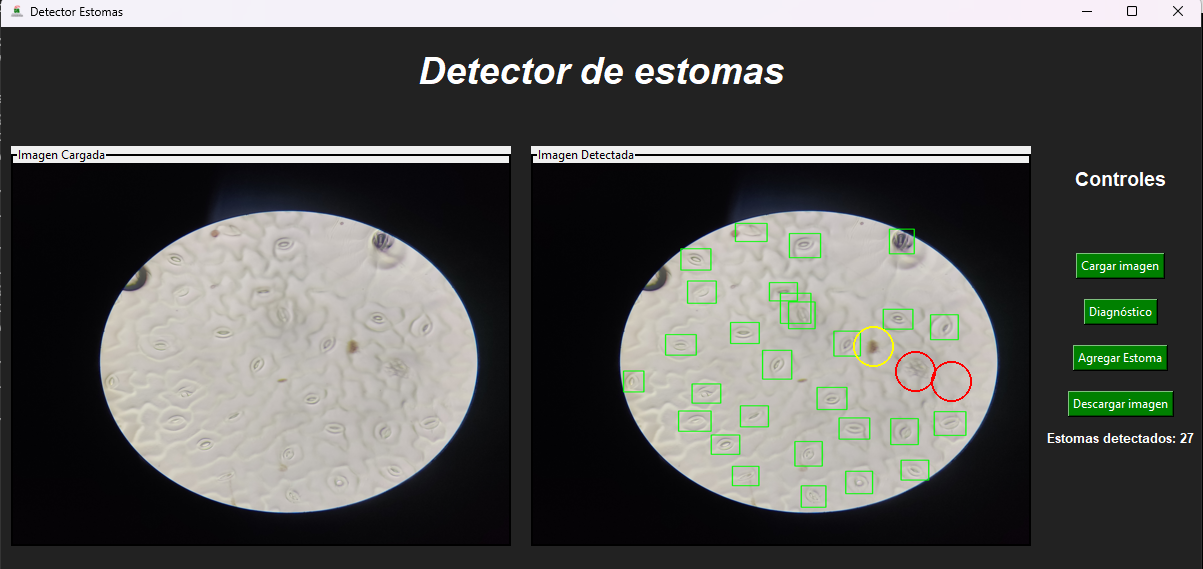 Detector Estomas
Detector de estomas
Imagen Cargada
Imagen Detectada
Controles
Cargar imagen
Diagnóstico
Agregar Estoma
Descargar imagen
Estomas detectados: 27